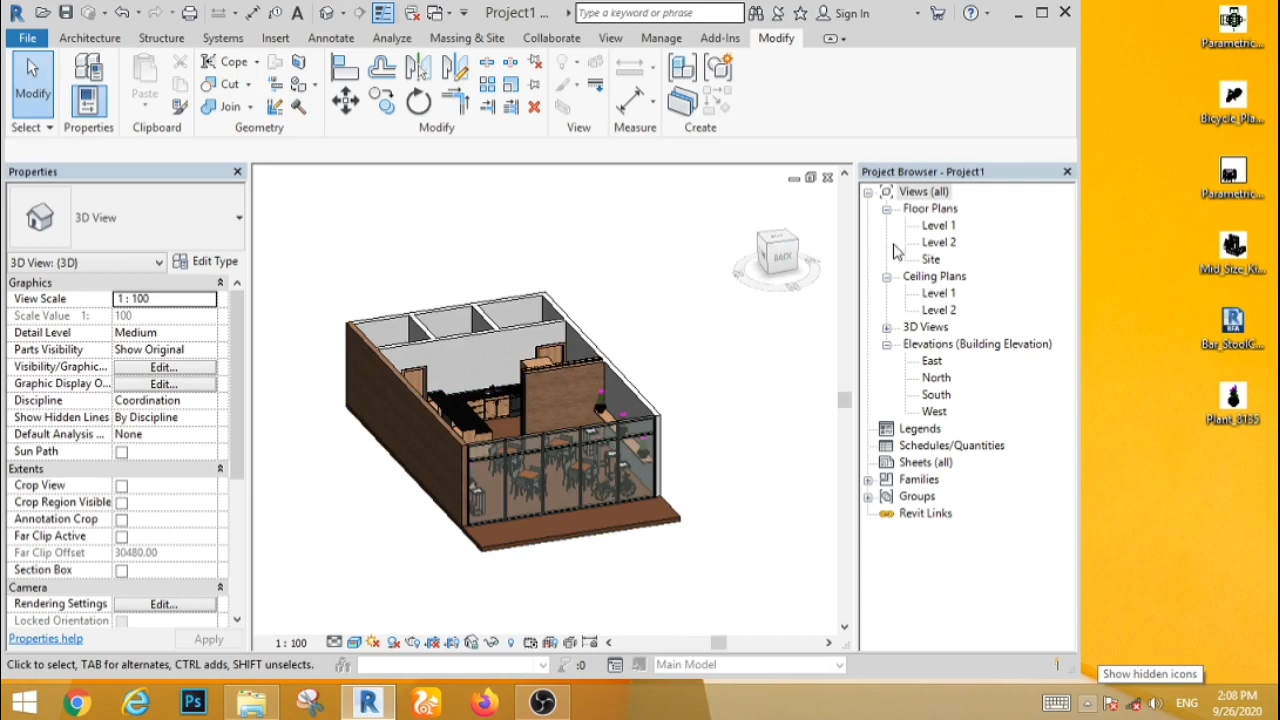 Project1 ...
Type a keyword or phrase
Sign In
File Architecture Structure Systems Insert Annotate Analyze Massing & Site Collaborate View Manage Add-Ins Modify
Modify
Paste
Cope
Cut
Join
Select Properties Clipboard Geometry Modify View Measure Create
Properties
3D View
3D View: {3D} Edit Type
Graphics
View Scale 1 : 100
Scale Value 1: 100
Detail Level Medium
Parts Visibility Show Original
Visibility/Graphic... Edit...
Graphic Display O... Edit...
Discipline Coordination
Show Hidden Lines By Discipline
Default Analysis ... None
Sun Path
Extents
Crop View
Crop Region Visible
Annotation Crop
Far Clip Active
Far Clip Offset 30480.00
Section Box
Camera
Rendering Settings Edit...
Locked Orientation
Properties help Apply
BACK
1 : 100
Project Browser - Project1
Views (all)
Floor Plans
Level 1
Level 2
Site
Ceiling Plans
Level 1
Level 2
3D Views
Elevations (Building Elevation)
East
North
South
West
Legends
Schedules/Quantities
Sheets (all)
Families
Groups
Revit Links
Click to select, TAB for alternates, CTRL adds, SHIFT unselects.
:0
Main Model
Parametric...
Bicycle_Pla...
Parametric...
Mid_Size_Ki...
RFA
Bar_StoolC...
Plant_8135
Show hidden icons
Ps
R
ENG
2:08 PM
9/26/2020